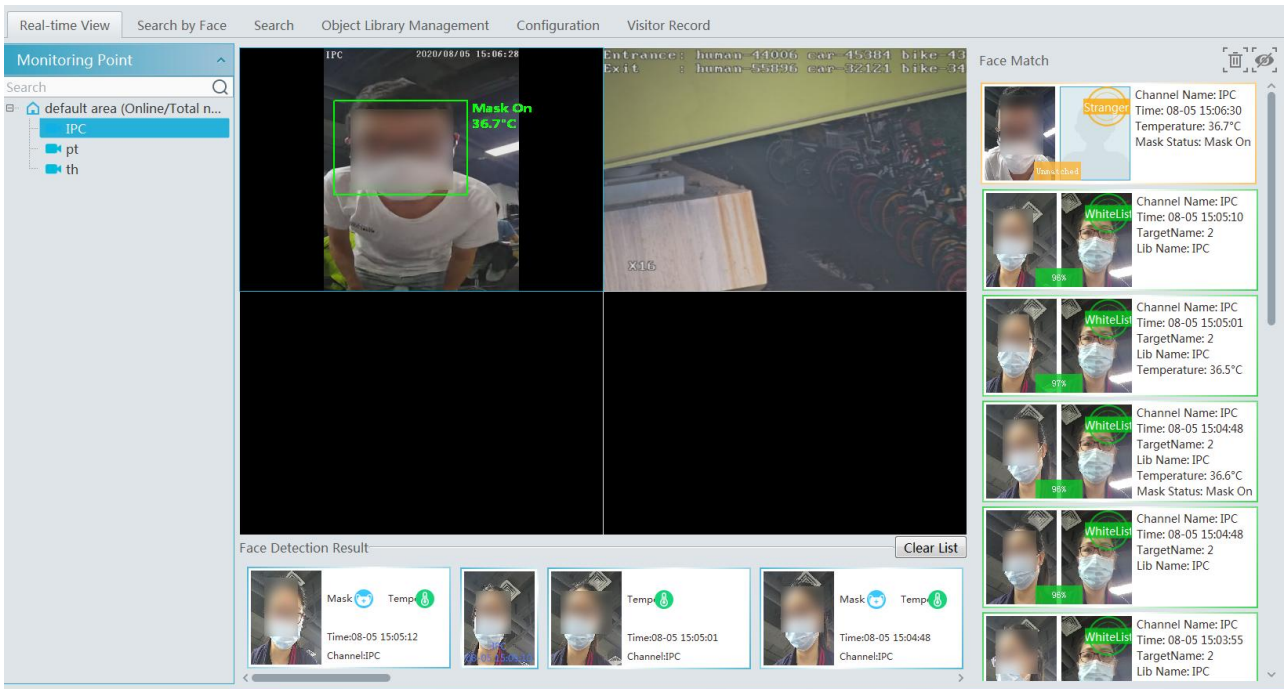 Real-time View
Search by Face
Search
Object Library Management
Configuration
Visitor Record
Monitoring Point
Search
default area (Online/Total n...
IPC
pt
th
IPC
2020/08/05 15:06:28
Mask On
36.7°C
Entrance: human-44006 car-45384 bike-43
Exit : human-55896 car-32121 bike-34
X16
Face Detection Result
Clear List
Mask
Temp
Time:08-05 15:05:12
Channel:IPC
Temp
Time:08-05 15:05:01
Channel:IPC
Mask
Temp
Time:08-05 15:04:48
Channel:IPC
Face Match
Stranger
Unmatched
Channel Name: IPC
Time: 08-05 15:06:30
Temperature: 36.7°C
Mask Status: Mask On
WhiteList
96%
Channel Name: IPC
Time: 08-05 15:05:10
TargetName: 2
Lib Name: IPC
WhiteList
97%
Channel Name: IPC
Time: 08-05 15:05:01
TargetName: 2
Lib Name: IPC
Temperature: 36.5°C
WhiteList
96%
Channel Name: IPC
Time: 08-05 15:04:48
TargetName: 2
Lib Name: IPC
Temperature: 36.6°C
Mask Status: Mask On
WhiteList
96%
Channel Name: IPC
Time: 08-05 15:04:48
TargetName: 2
Lib Name: IPC
WhiteList
Channel Name: IPC
Time: 08-05 15:03:55
TargetName: 2
Lib Name: IPC